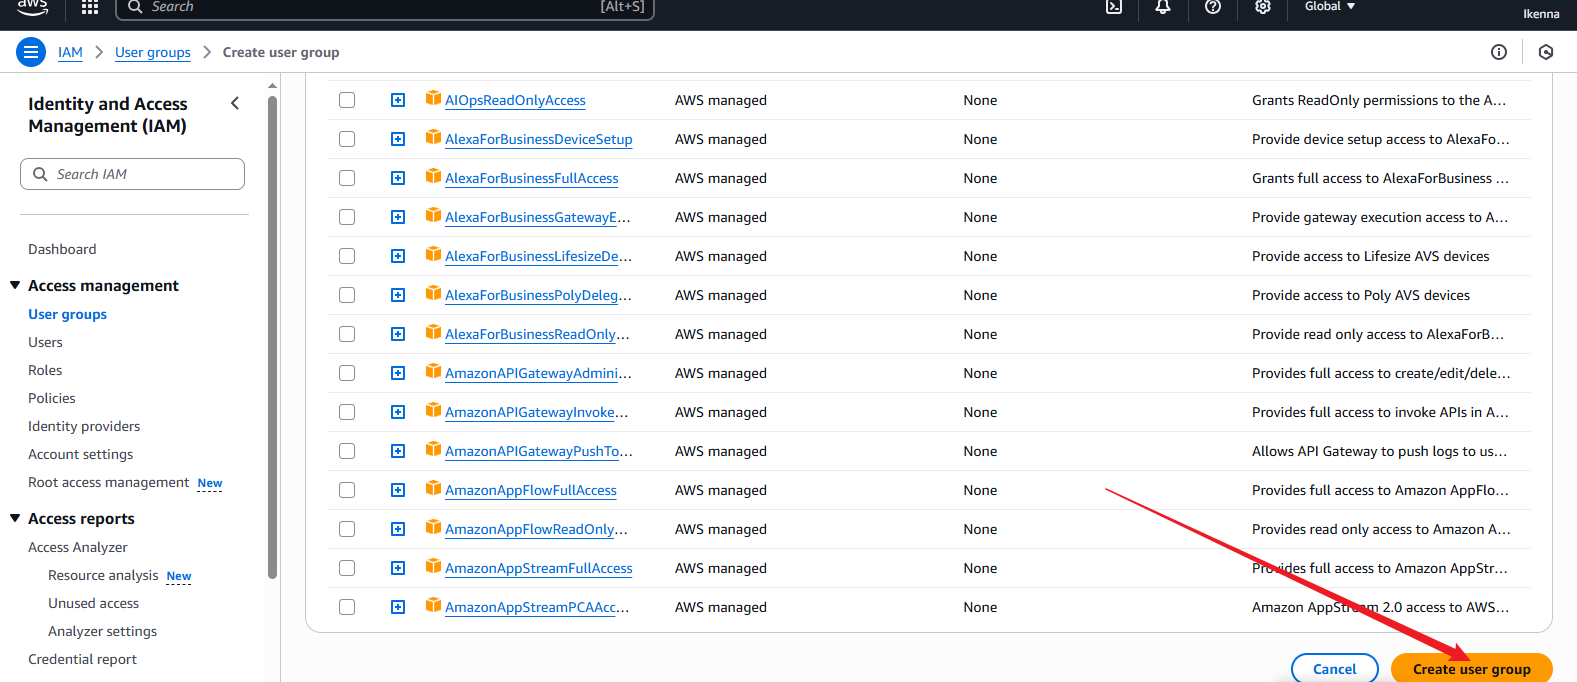 aws
Search [Alt+S] Global Ikenna
IAM > User groups > Create user group
Identity and Access Management (IAM)
Search IAM
Dashboard
Access management
User groups
Users
Roles
Policies
Identity providers
Account settings
Root access management New
Access reports
Access Analyzer
Resource analysis New
Unused access
Analyzer settings
Credential report
AIOpsReadOnlyAccess AWS managed None Grants ReadOnly permissions to the A...
AlexaForBusinessDeviceSetup AWS managed None Provide device setup access to AlexaFo...
AlexaForBusinessFullAccess AWS managed None Grants full access to AlexaForBusiness ...
AlexaForBusinessGatewayE... AWS managed None Provide gateway execution access to A...
AlexaForBusinessLifesizeDe... AWS managed None Provide access to Lifesize AVS devices
AlexaForBusinessPolyDeleg... AWS managed None Provide access to Poly AVS devices
AlexaForBusinessReadOnly... AWS managed None Provide read only access to AlexaForB...
AmazonAPIGatewayAdmini... AWS managed None Provides full access to create/edit/dele...
AmazonAPIGatewayInvoke... AWS managed None Provides full access to invoke APIs in A...
AmazonAPIGatewayPushTo... AWS managed None Allows API Gateway to push logs to us...
AmazonAppFlowFullAccess AWS managed None Provides full access to Amazon AppFlo...
AmazonAppFlowReadOnly... AWS managed None Provides read only access to Amazon A...
AmazonAppStreamFullAccess AWS managed None Provides full access to Amazon AppStr...
AmazonAppStreamPCAAcc... AWS managed None Amazon AppStream 2.0 access to AWS...
Cancel Create user group